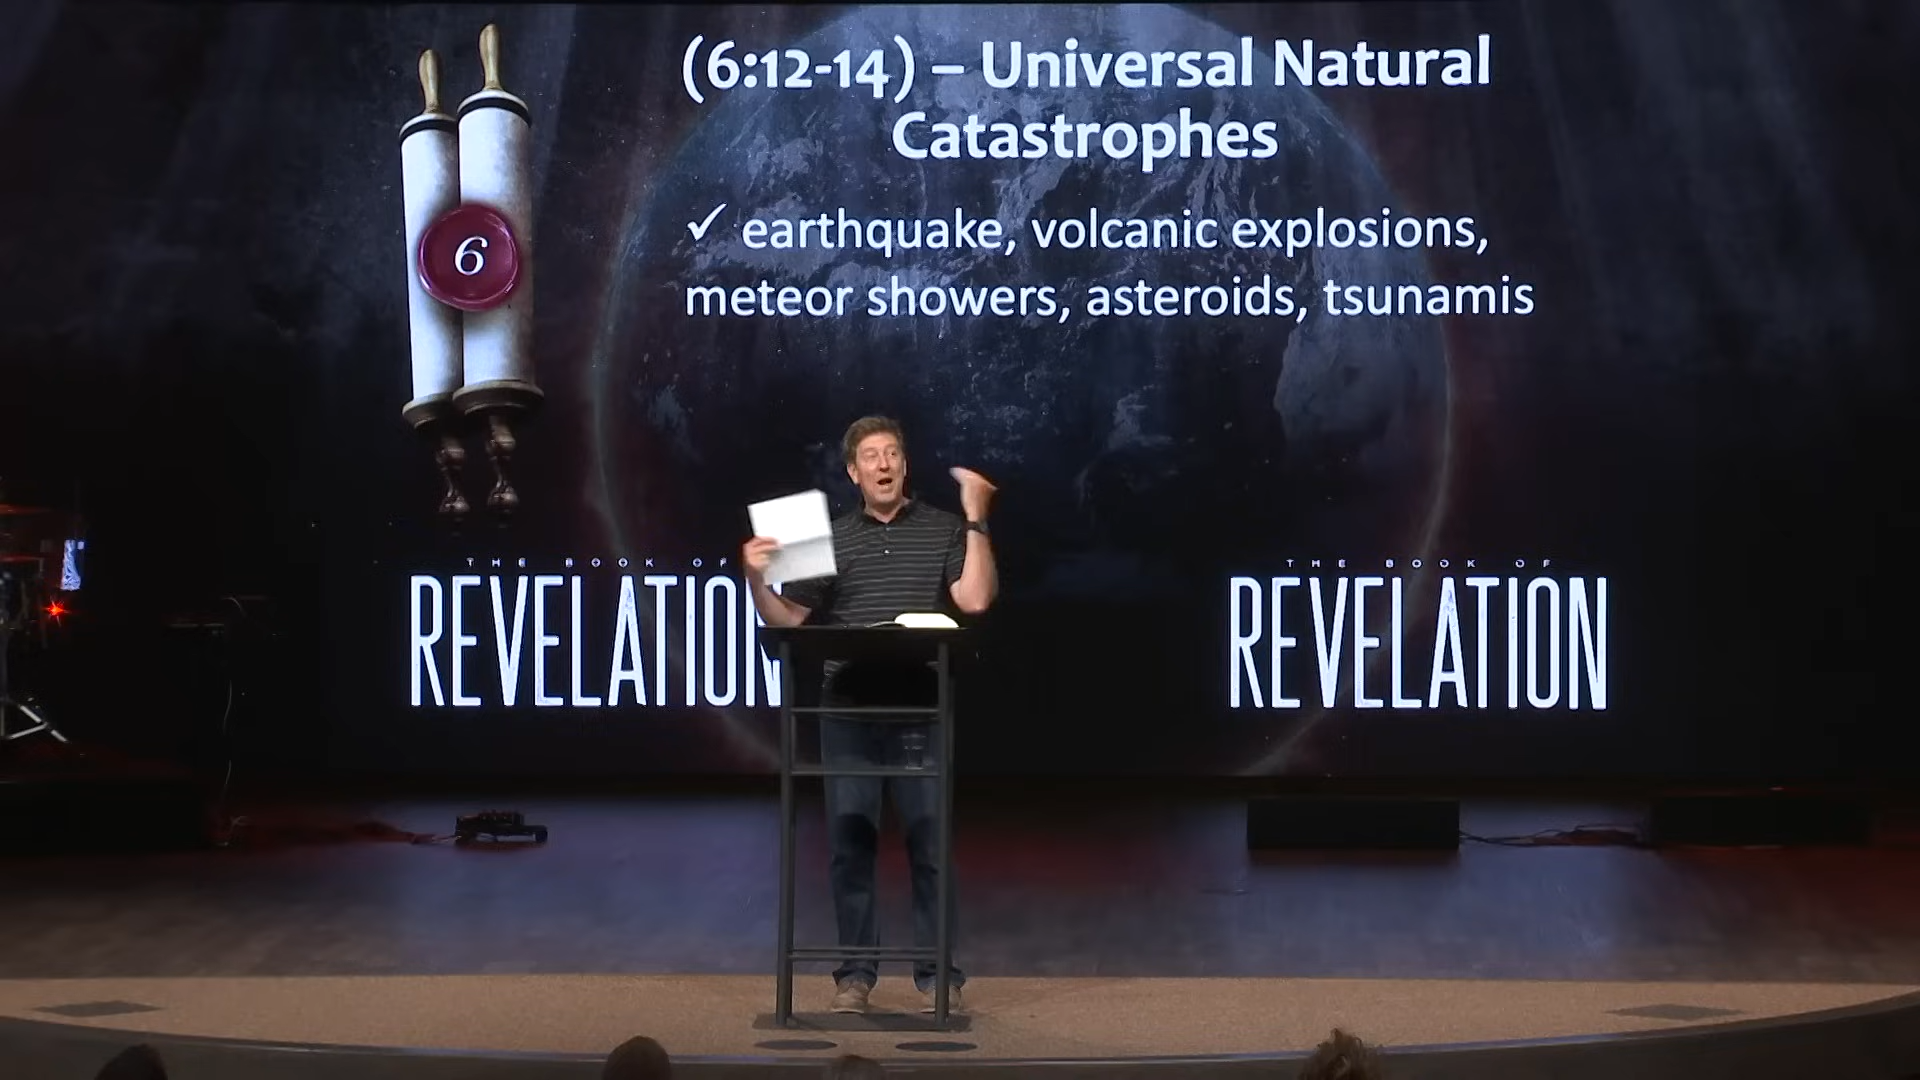 (6:12-14) – Universal Natural
Catastrophes
✓ earthquake, volcanic explosions,
meteor showers, asteroids, tsunamis
6
THE BOOK OF
REVELATION
THE BOOK OF
REVELATION